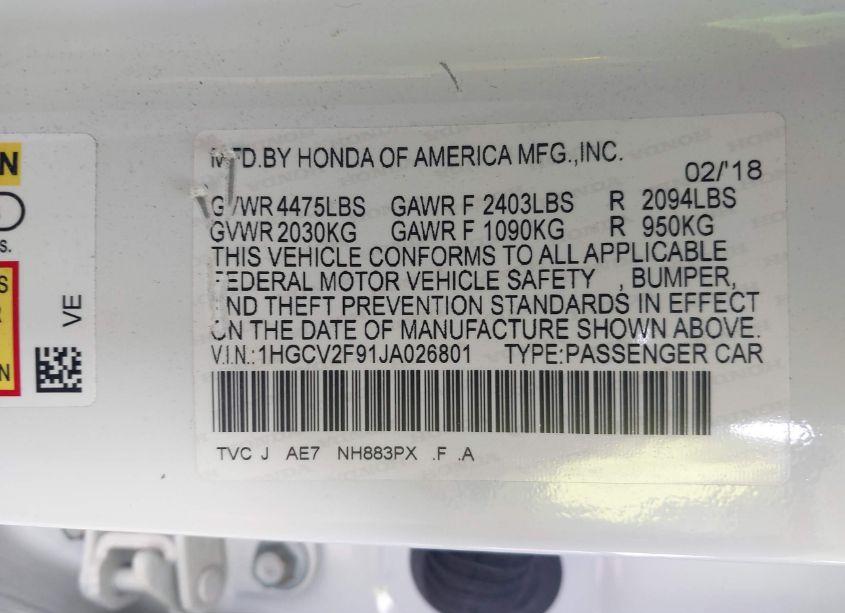 N
S.
S
R
N
VE
MFD.BY HONDA OF AMERICA MFG.,INC.
02/'18
GVWR 4475LBS GAWR F 2403LBS R 2094LBS
GVWR 2030KG GAWR F 1090KG R 950KG
THIS VEHICLE CONFORMS TO ALL APPLICABLE
FEDERAL MOTOR VEHICLE SAFETY , BUMPER,
AND THEFT PREVENTION STANDARDS IN EFFECT
ON THE DATE OF MANUFACTURE SHOWN ABOVE.
V.I.N.:1HGCV2F91JA026801 TYPE:PASSENGER CAR
TVC J AE7 NH883PX .F .A